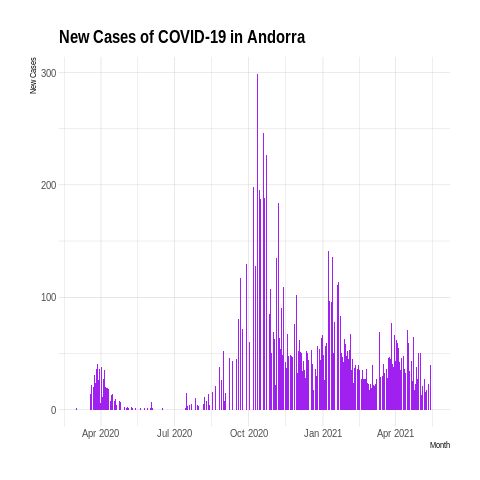 New Cases of COVID-19 in Andorra
New Cases
300
200
100
0
Apr 2020
Jul 2020
Oct 2020
Jan 2021
Apr 2021
Month